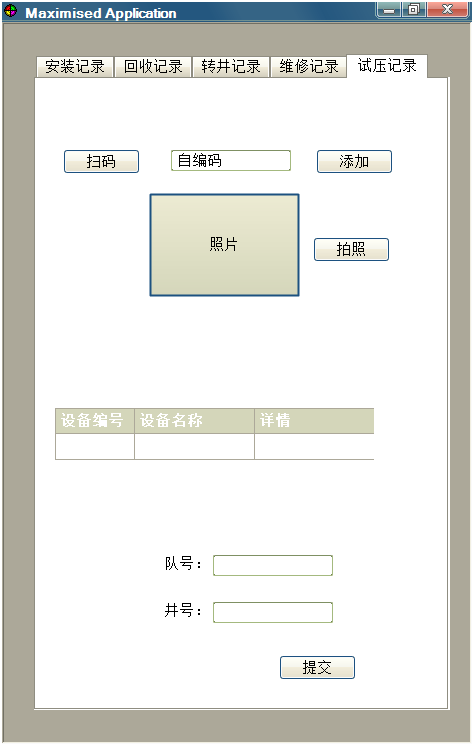 Maximised Application
安装记录 回收记录 转井记录 维修记录 试压记录
扫码 自编码 添加
照片
拍照
设备编号 设备名称 详情
队号：
井号：
提交